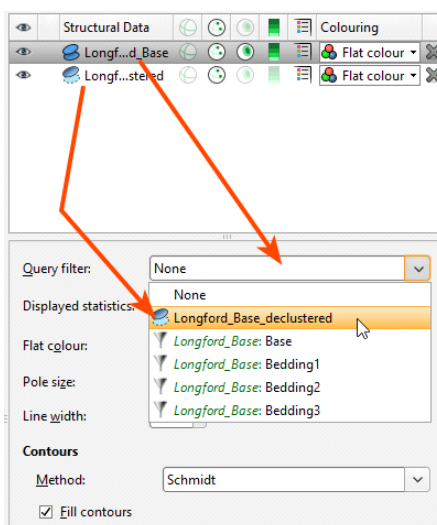 Structural Data Colouring
Longf...d_Base Flat colour
Longf...stered Flat colour
Query filter: None
None
Displayed statistics:
Longford_Base_declustered
Flat colour:
Longford_Base: Base
Longford_Base: Bedding1
Pole size:
Longford_Base: Bedding2
Line width:
Longford_Base: Bedding3
Contours
Method: Schmidt
Fill contours